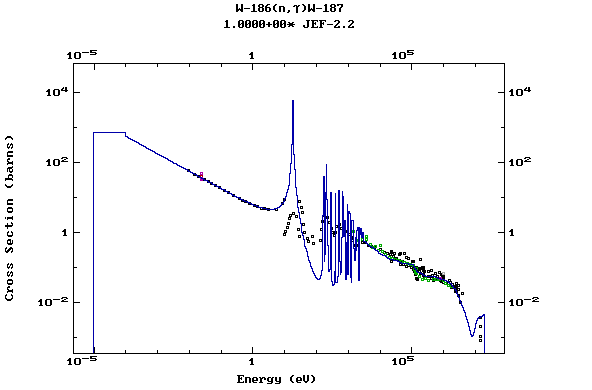 W-186(n,γ)W-187
1.0000+00* JEF-2.2
10⁻⁵ 1 10⁵
10⁴ 10⁴
10² 10²
1 1
10⁻² 10⁻²
10⁻⁵ 1 10⁵
Cross Section (barns)
Energy (eV)